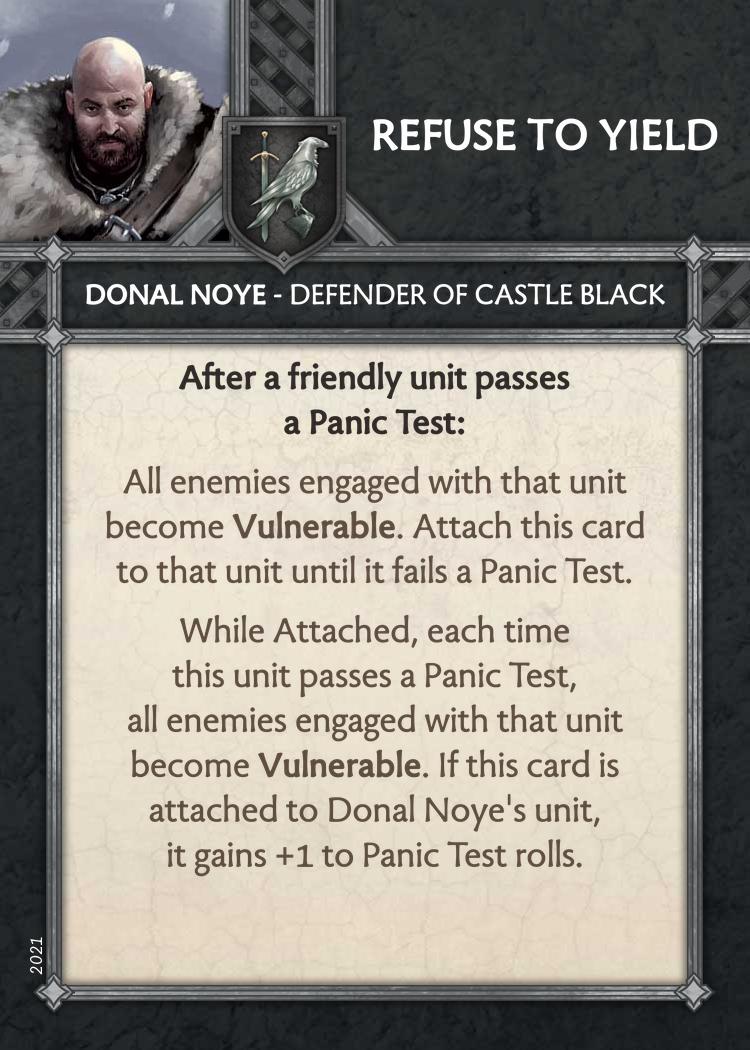 REFUSE TO YIELD
DONAL NOYE - DEFENDER OF CASTLE BLACK
After a friendly unit passes
a Panic Test:
All enemies engaged with that unit
become Vulnerable. Attach this card
to that unit until it fails a Panic Test.
While Attached, each time
this unit passes a Panic Test,
all enemies engaged with that unit
become Vulnerable. If this card is
attached to Donal Noye's unit,
it gains +1 to Panic Test rolls.
2021